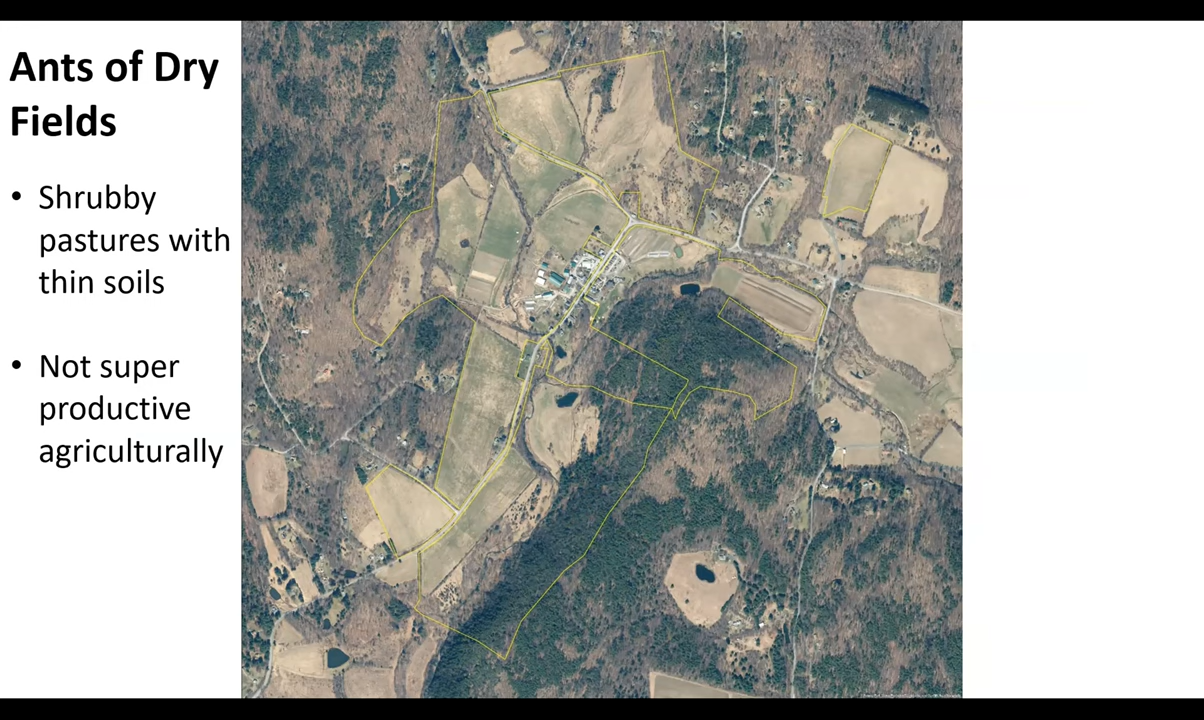 Ants of Dry
Fields
• Shrubby
pastures with
thin soils
• Not super
productive
agriculturally